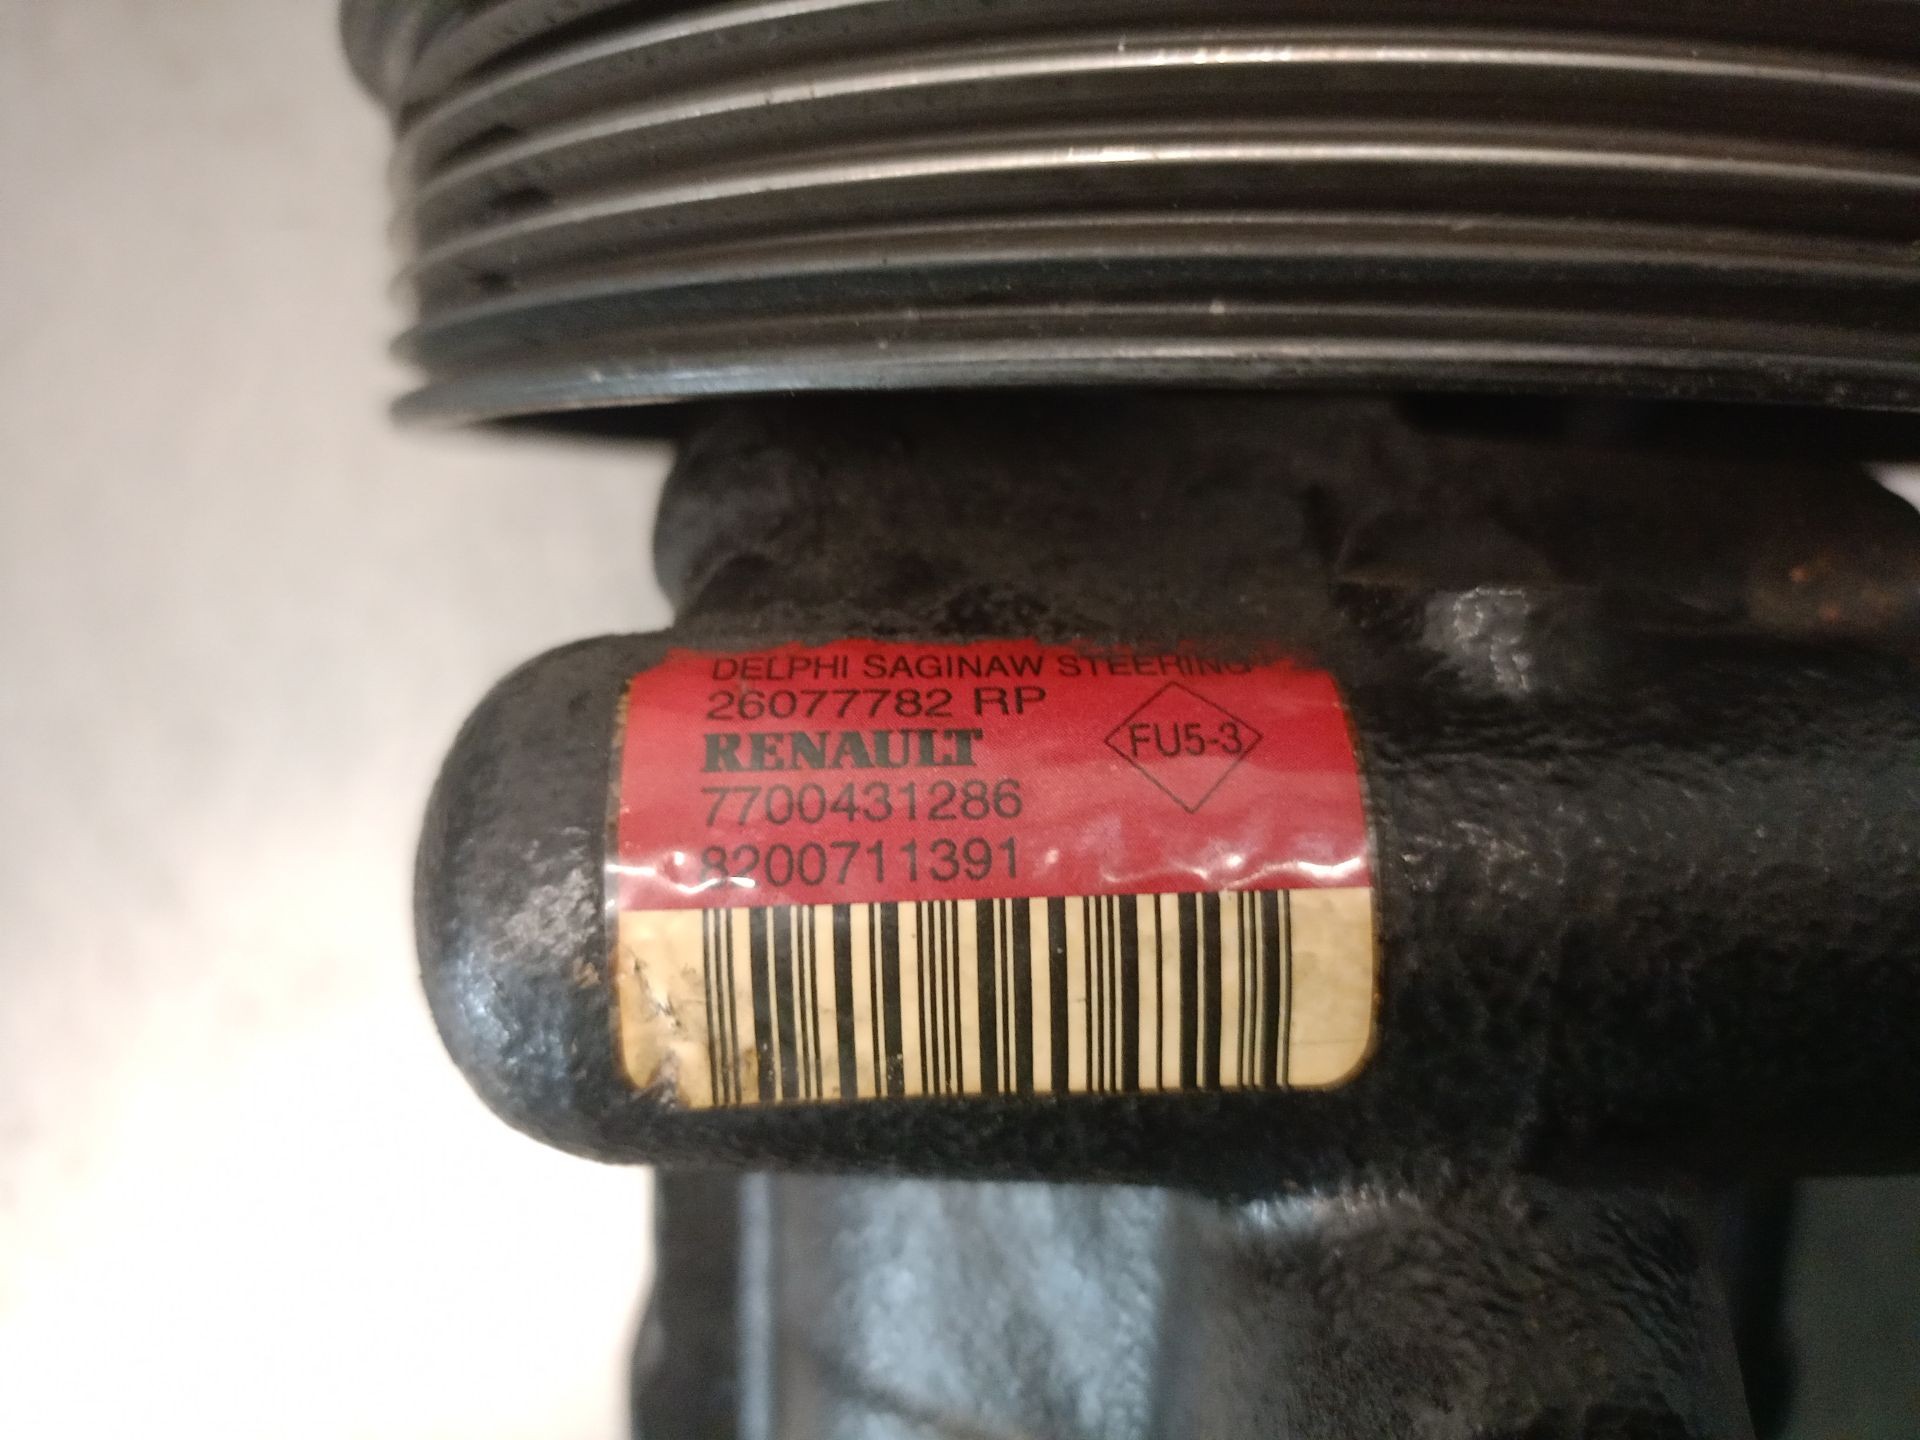 DELPHI SAGINAW STEERING
26077782 RP
RENAULT
FU5-3
7700431286
8200711391